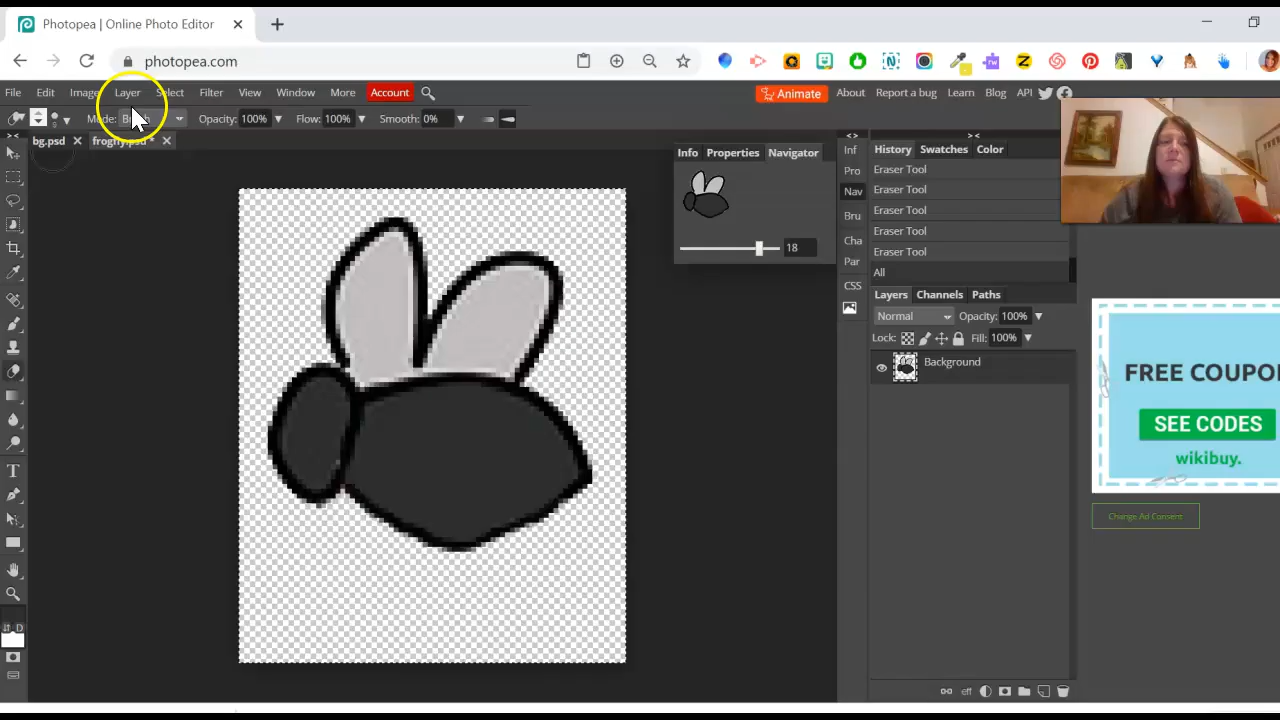 Photopea | Online Photo Editor
photopea.com
File Edit Image Layer Select Filter View Window More Account
Animate About Report a bug Learn Blog API
Mode: Opacity: 100% Flow: 100% Smooth: 0%
bg.psd
Info Properties Navigator
18
Inf
Pro
Nav
Bru
Cha
Par
CSS
History Swatches Color
Eraser Tool
Eraser Tool
Eraser Tool
Eraser Tool
Eraser Tool
All
Layers Channels Paths
Normal Opacity: 100%
Lock: Fill: 100%
Background
eff
D
FREE COUPO
SEE CODES
wikibuy.
Change Ad Consent